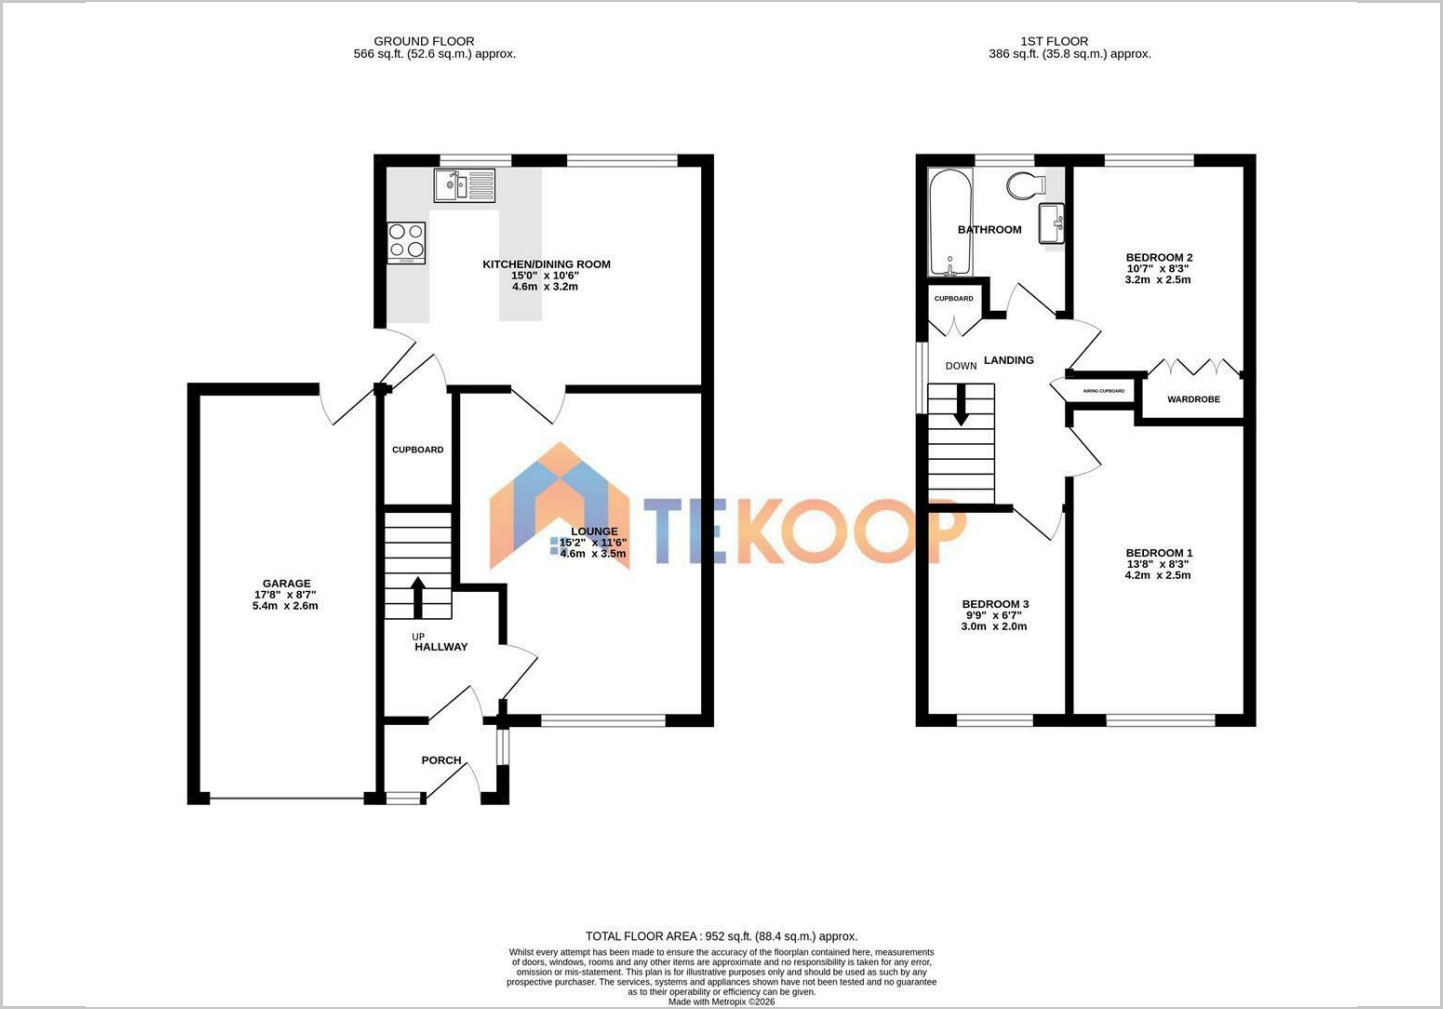 GROUND FLOOR
566 sq.ft. (52.6 sq.m.) approx.
1ST FLOOR
386 sq.ft. (35.8 sq.m.) approx.
KITCHEN/DINING ROOM
15'0" x 10'6"
4.6m x 3.2m
CUPBOARD
LOUNGE
15'2" x 11'6"
4.6m x 3.5m
GARAGE
17'8" x 8'7"
5.4m x 2.6m
UP
HALLWAY
PORCH
BATHROOM
BEDROOM 2
10'7" x 8'3"
3.2m x 2.5m
CUPBOARD
DOWN
LANDING
AIRING CUPBOARD
WARDROBE
BEDROOM 1
13'8" x 8'3"
4.2m x 2.5m
BEDROOM 3
9'9" x 6'7"
3.0m x 2.0m
TEKOOP
TOTAL FLOOR AREA : 952 sq.ft. (88.4 sq.m.) approx.
Whilst every attempt has been made to ensure the accuracy of the floorplan contained here, measurements
of doors, windows, rooms and any other items are approximate and no responsibility is taken for any error,
omission or mis-statement. This plan is for illustrative purposes only and should be used as such by any
prospective purchaser. The services, systems and appliances shown have not been tested and no guarantee
as to their operability or efficiency can be given.
Made with Metropix ©2026